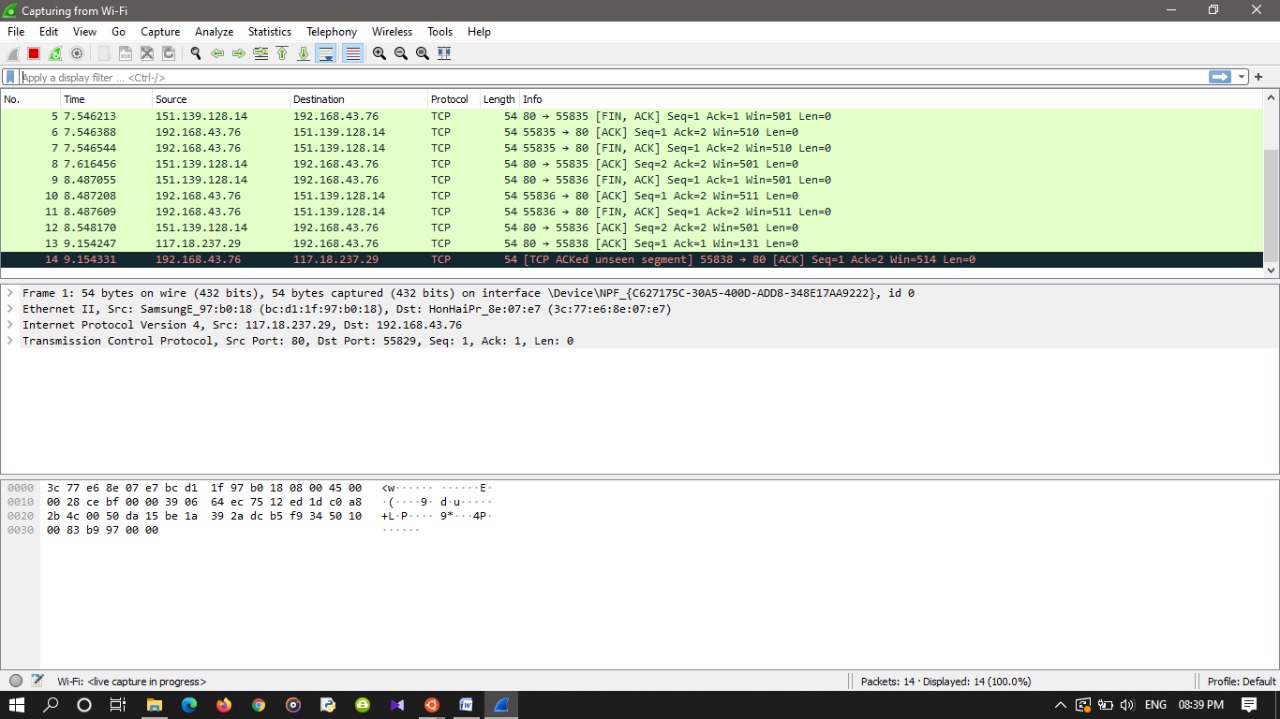 Capturing from Wi-Fi
File Edit View Go Capture Analyze Statistics Telephony Wireless Tools Help
Apply a display filter … <Ctrl-/>
No. Time Source Destination Protocol Length Info
5 7.546213 151.139.128.14 192.168.43.76 TCP 54 80 → 55835 [FIN, ACK] Seq=1 Ack=1 Win=501 Len=0
6 7.546388 192.168.43.76 151.139.128.14 TCP 54 55835 → 80 [ACK] Seq=1 Ack=2 Win=510 Len=0
7 7.546544 192.168.43.76 151.139.128.14 TCP 54 55835 → 80 [FIN, ACK] Seq=1 Ack=2 Win=510 Len=0
8 7.616456 151.139.128.14 192.168.43.76 TCP 54 80 → 55835 [ACK] Seq=2 Ack=2 Win=501 Len=0
9 8.487055 151.139.128.14 192.168.43.76 TCP 54 80 → 55836 [FIN, ACK] Seq=1 Ack=1 Win=501 Len=0
10 8.487208 192.168.43.76 151.139.128.14 TCP 54 55836 → 80 [ACK] Seq=1 Ack=2 Win=511 Len=0
11 8.487609 192.168.43.76 151.139.128.14 TCP 54 55836 → 80 [FIN, ACK] Seq=1 Ack=2 Win=511 Len=0
12 8.548170 151.139.128.14 192.168.43.76 TCP 54 80 → 55836 [ACK] Seq=2 Ack=2 Win=501 Len=0
13 9.154247 117.18.237.29 192.168.43.76 TCP 54 80 → 55838 [ACK] Seq=1 Ack=1 Win=131 Len=0
14 9.154331 192.168.43.76 117.18.237.29 TCP 54 [TCP ACKed unseen segment] 55838 → 80 [ACK] Seq=1 Ack=2 Win=514 Len=0
Frame 1: 54 bytes on wire (432 bits), 54 bytes captured (432 bits) on interface \Device\NPF_{C627175C-30A5-400D-ADD8-348E17AA9222}, id 0
Ethernet II, Src: SamsungE_97:b0:18 (bc:d1:1f:97:b0:18), Dst: HonHaiPr_8e:07:e7 (3c:77:e6:8e:07:e7)
Internet Protocol Version 4, Src: 117.18.237.29, Dst: 192.168.43.76
Transmission Control Protocol, Src Port: 80, Dst Port: 55829, Seq: 1, Ack: 1, Len: 0
0000 3c 77 e6 8e 07 e7 bc d1 1f 97 b0 18 08 00 45 00 <w······ ······E·
0010 00 28 ce bf 00 00 39 06 64 ec 75 12 ed 1d c0 a8 ·(····9· d·u·····
0020 2b 4c 00 50 da 15 be 1a 39 2a dc b5 f9 34 50 10 +L·P···· 9*···4P·
0030 00 83 b9 97 00 00 ······
Wi-Fi: <live capture in progress> Packets: 14 · Displayed: 14 (100.0%) Profile: Default
ENG 08:39 PM